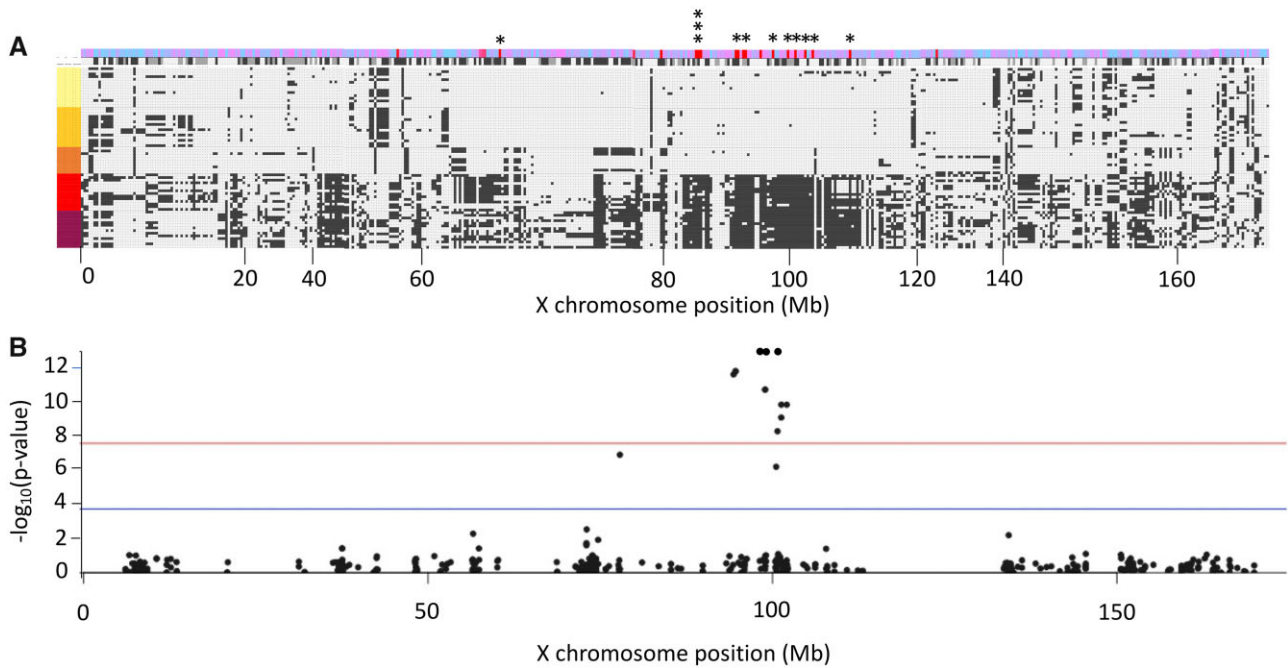 *
***
** * **** *
A
0 20 40 60 80 100 120 140 160
X chromosome position (Mb)
B
12
10
8
6
4
2
0
-log10(p-value)
0 50 100 150
X chromosome position (Mb)